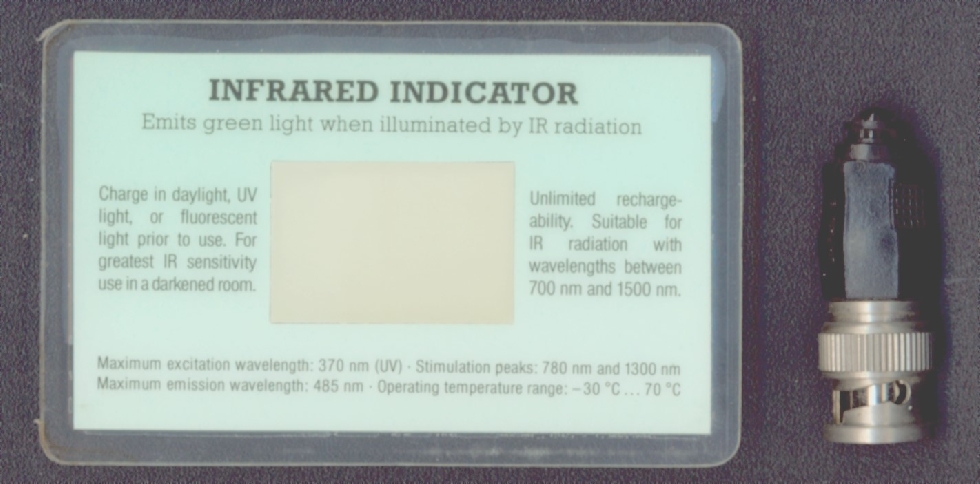 INFRARED INDICATOR
Emits green light when illuminated by IR radiation
Charge in daylight, UV
light, or fluorescent
light prior to use. For
greatest IR sensitivity
use in a darkened room.
Unlimited recharge-
ability. Suitable for
IR radiation with
wavelengths between
700 nm and 1500 nm.
Maximum excitation wavelength: 370 nm (UV) · Stimulation peaks: 780 nm and 1300 nm
Maximum emission wavelength: 485 nm · Operating temperature range: −30 °C ... 70 °C